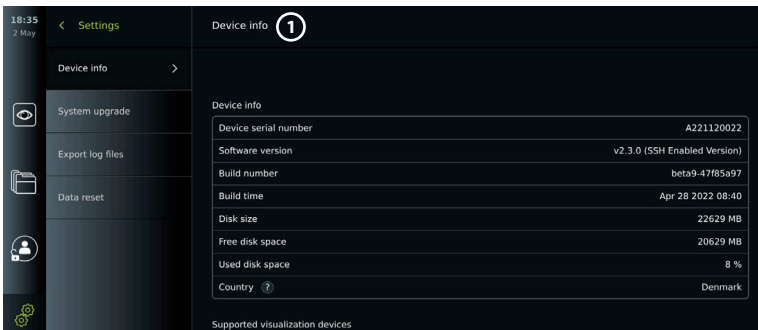 18:35
2 May
Settings
Device info 1
Device info
System upgrade
Export log files
Data reset
Device info
Device serial number A221120022
Software version v2.3.0 (SSH Enabled Version)
Build number beta9-47f85a97
Build time Apr 28 2022 08:40
Disk size 22629 MB
Free disk space 20629 MB
Used disk space 8 %
Country ? Denmark
Supported visualization devices